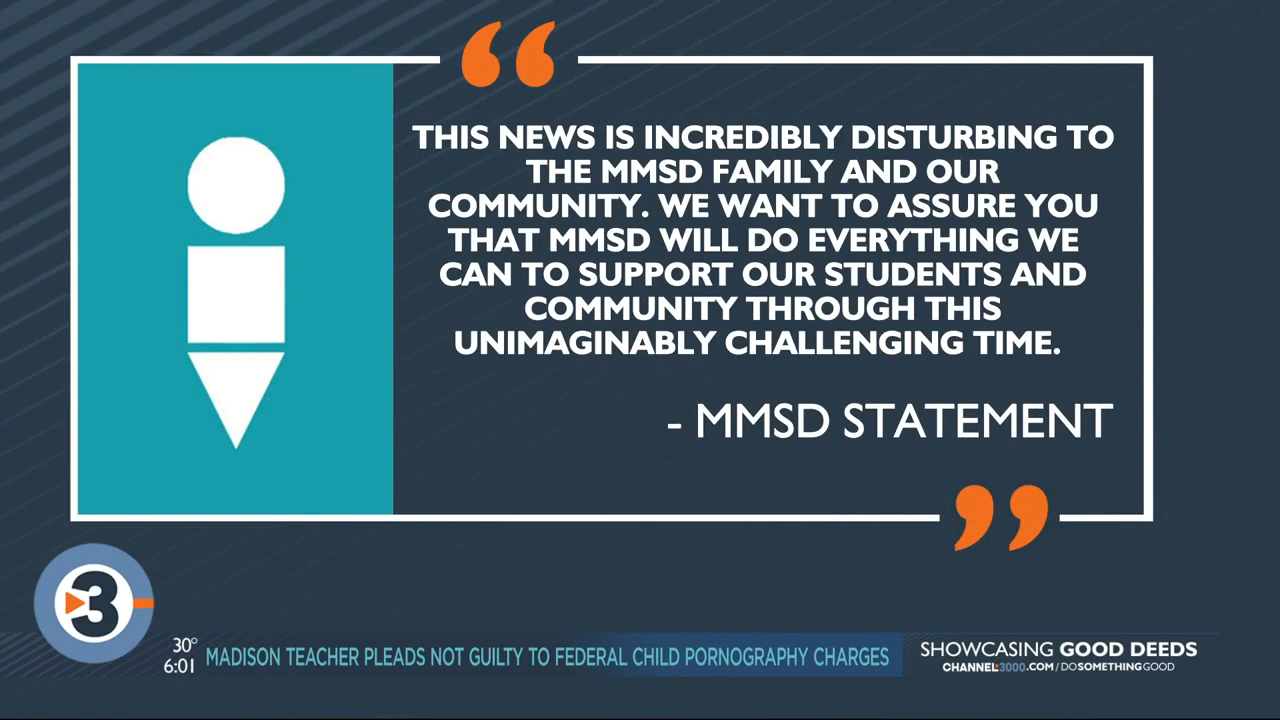 THIS NEWS IS INCREDIBLY DISTURBING TO
THE MMSD FAMILY AND OUR
COMMUNITY. WE WANT TO ASSURE YOU
THAT MMSD WILL DO EVERYTHING WE
CAN TO SUPPORT OUR STUDENTS AND
COMMUNITY THROUGH THIS
UNIMAGINABLY CHALLENGING TIME.
- MMSD STATEMENT
3
30°
6:01
MADISON TEACHER PLEADS NOT GUILTY TO FEDERAL CHILD PORNOGRAPHY CHARGES
SHOWCASING GOOD DEEDS
CHANNEL3000.COM/DOSOMETHINGGOOD